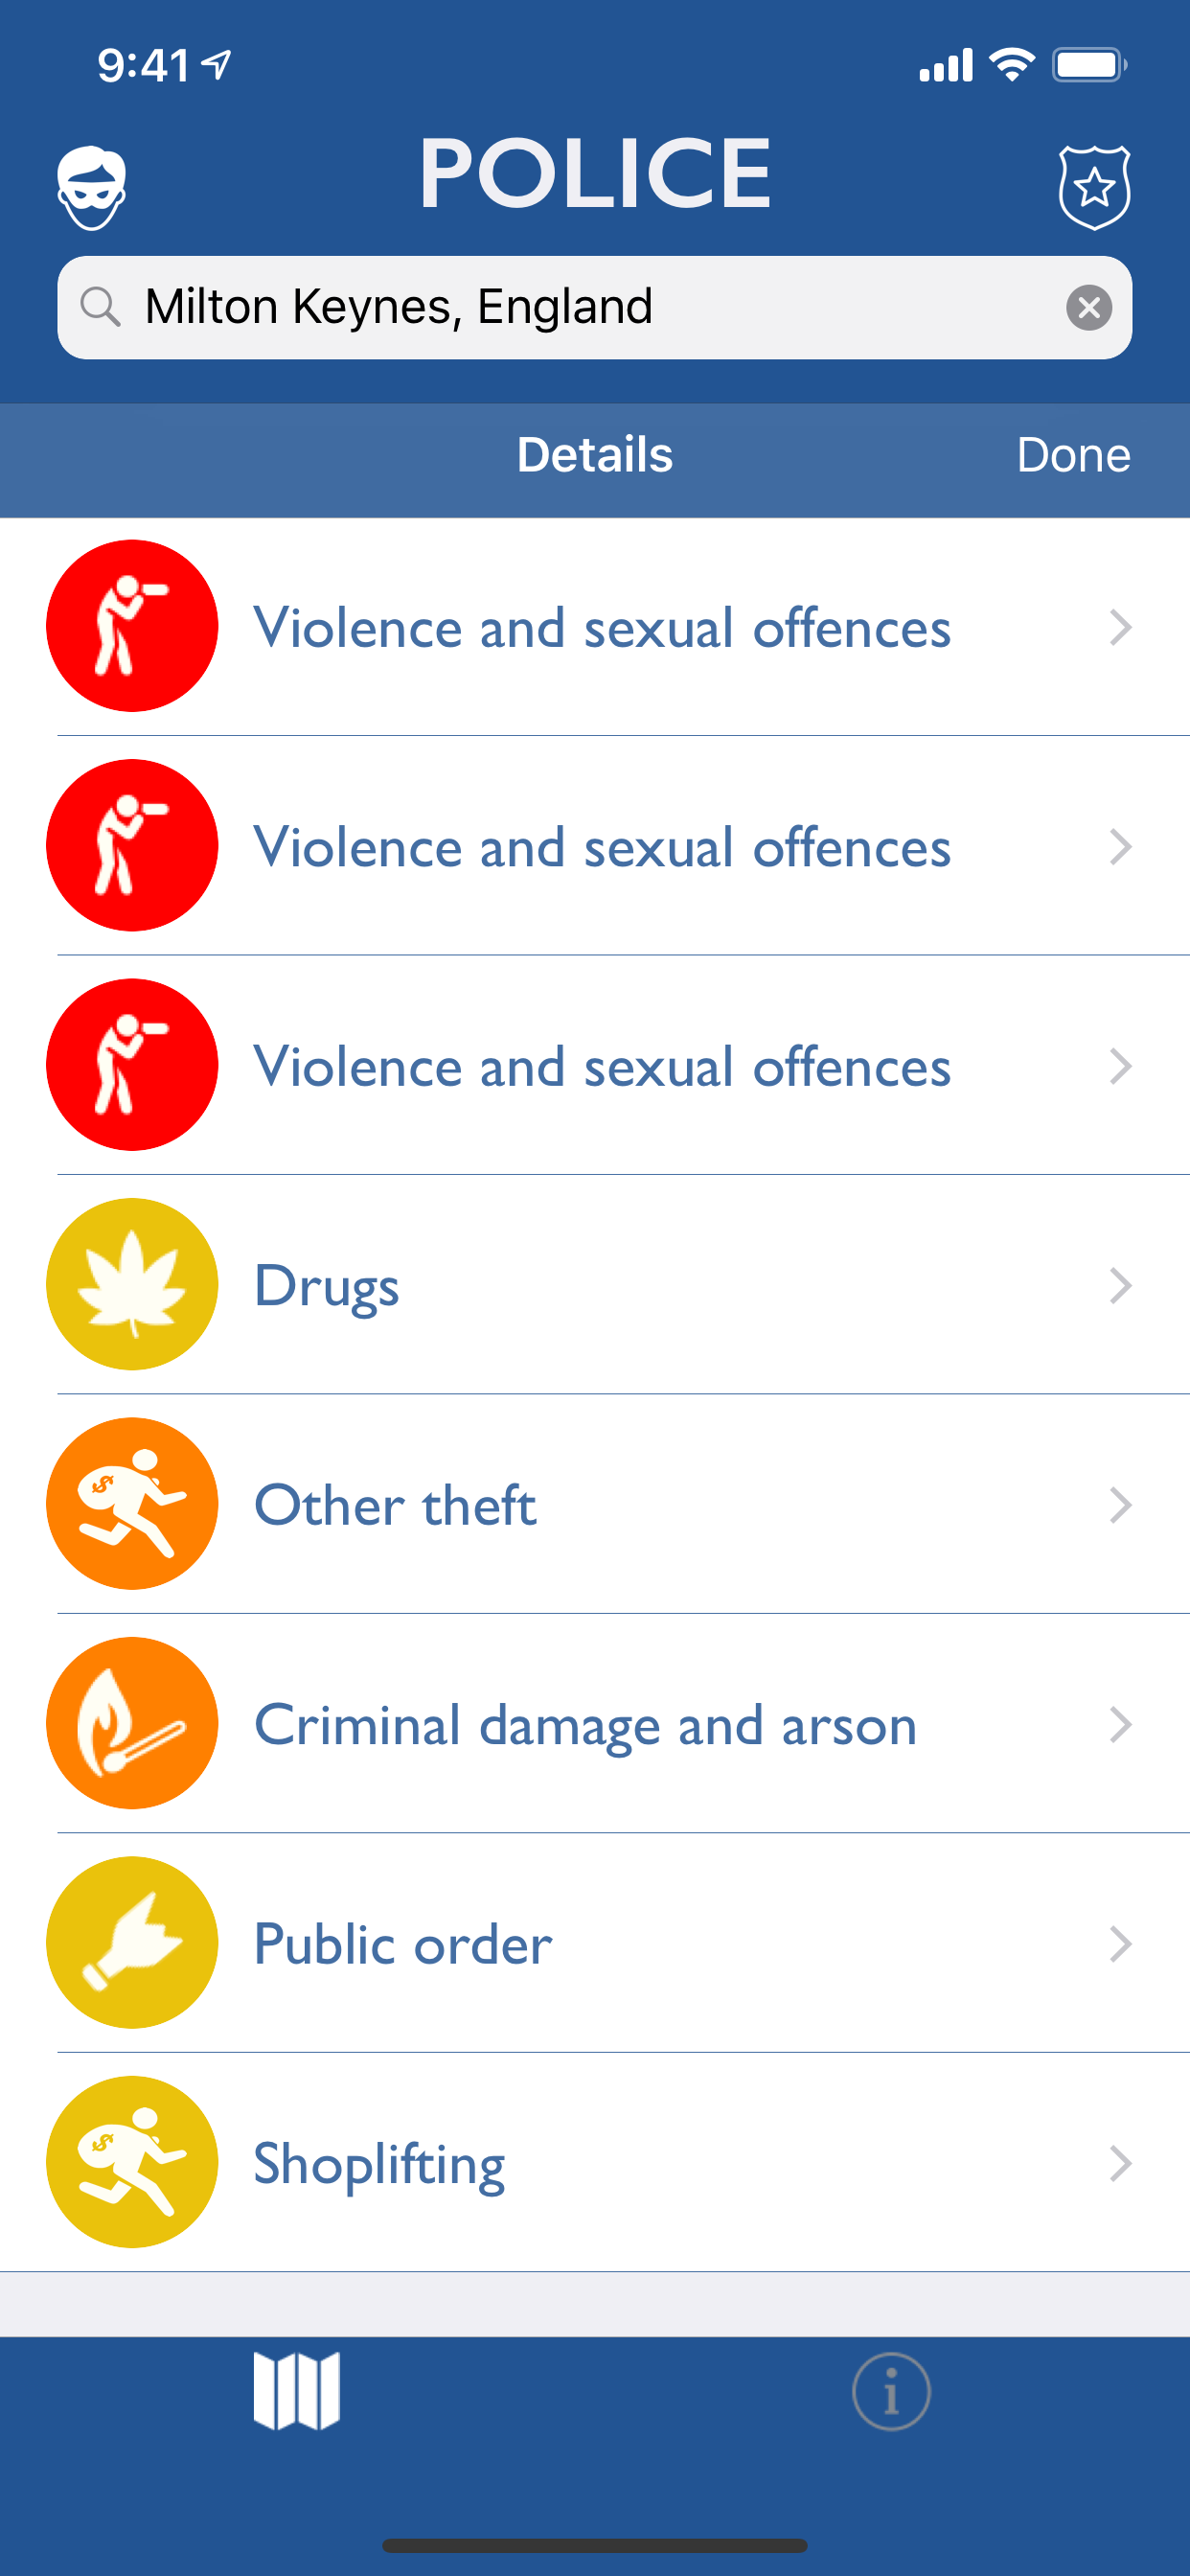 9:41
POLICE
Milton Keynes, England
Details Done
Violence and sexual offences
Violence and sexual offences
Violence and sexual offences
Drugs
$
Other theft
Criminal damage and arson
Public order
$
Shoplifting
i